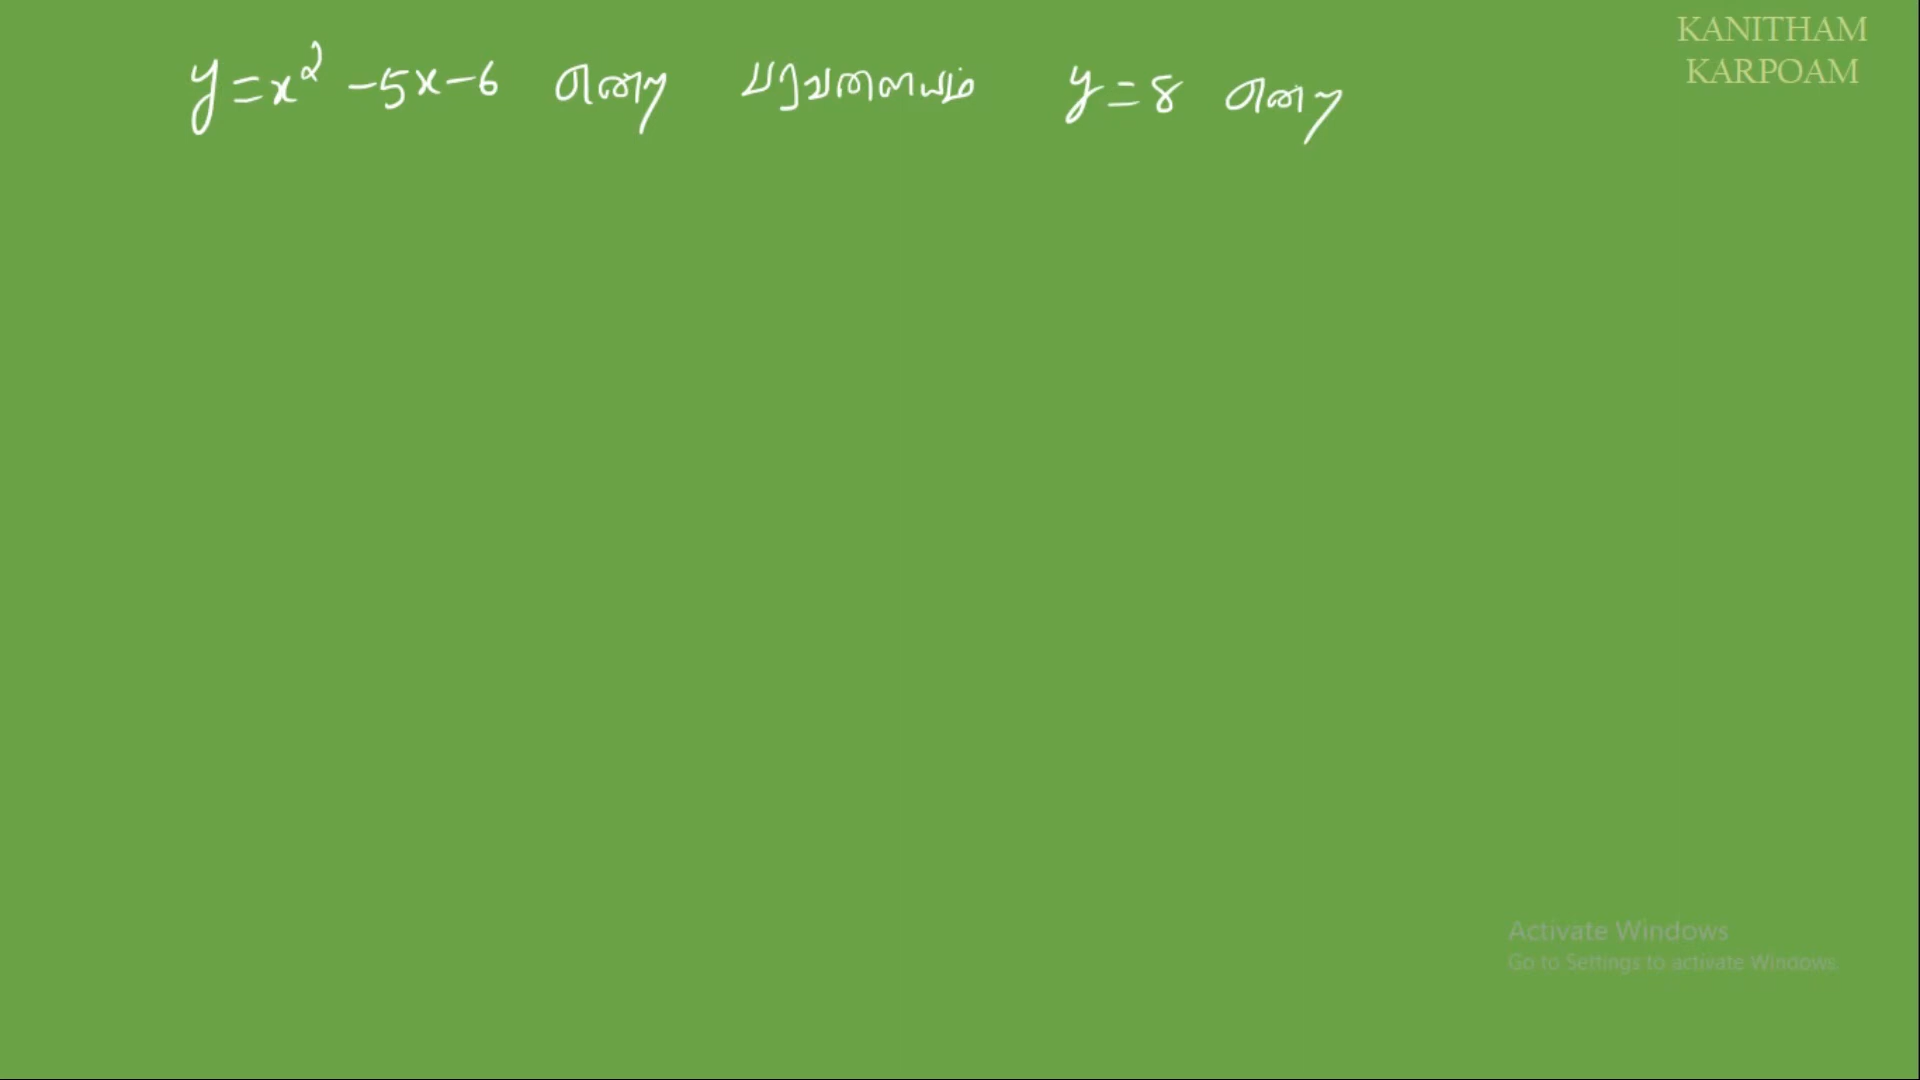 y = x² - 5x - 6 என்ற பரவளையம் y = 8 என்ற
KANITHAM
KARPOAM
Activate Windows
Go to Settings to activate Windows.